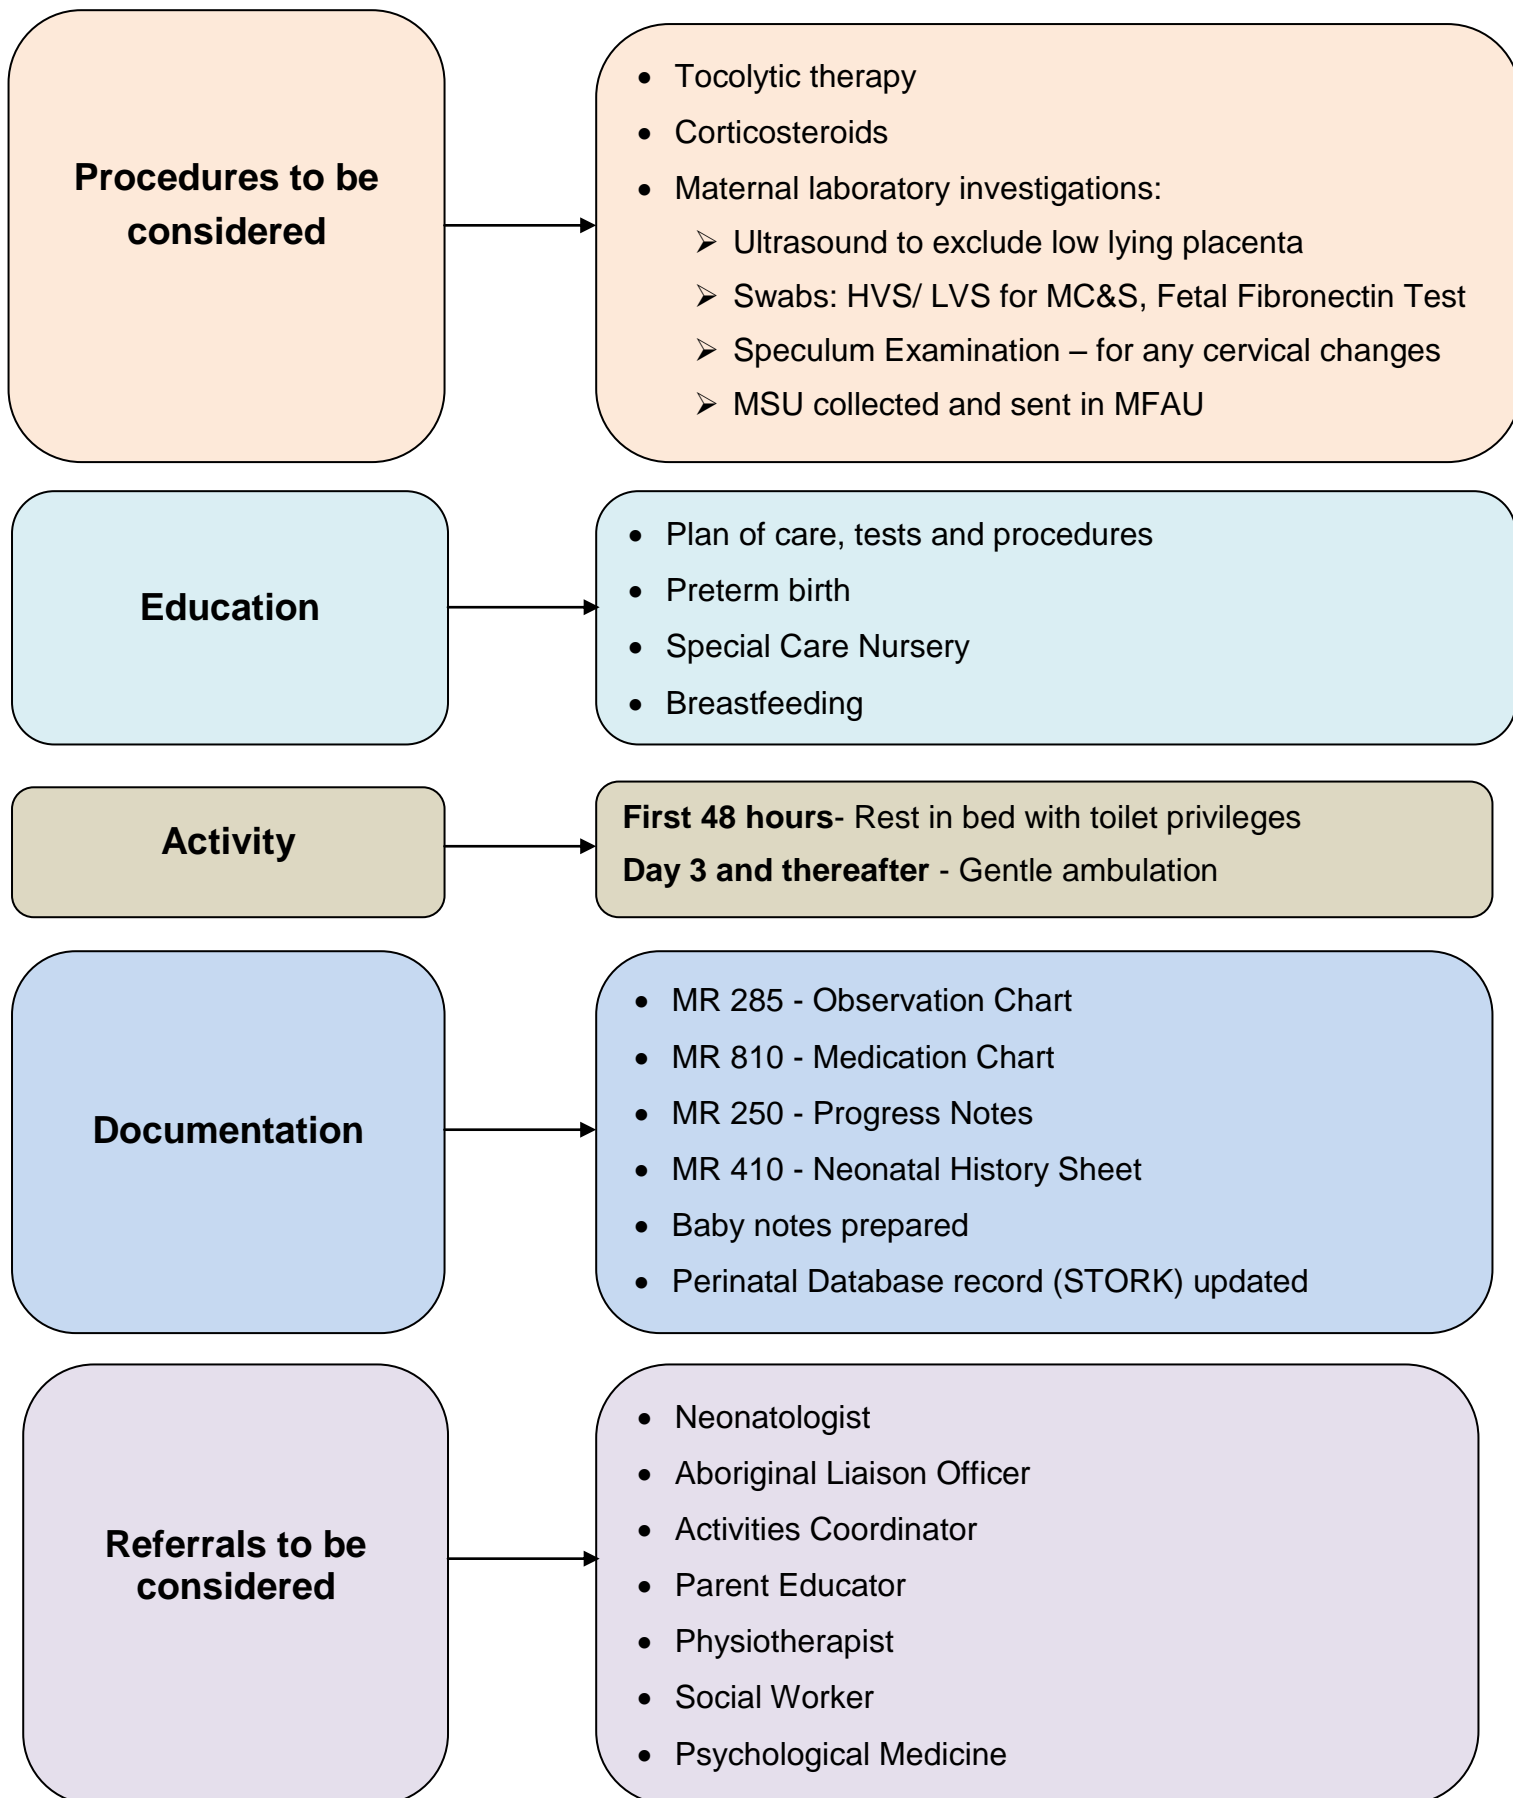 Procedures to be
considered
• Tocolytic therapy
• Corticosteroids
• Maternal laboratory investigations:
➢ Ultrasound to exclude low lying placenta
➢ Swabs: HVS/ LVS for MC&S, Fetal Fibronectin Test
➢ Speculum Examination – for any cervical changes
➢ MSU collected and sent in MFAU
Education
• Plan of care, tests and procedures
• Preterm birth
• Special Care Nursery
• Breastfeeding
Activity
First 48 hours- Rest in bed with toilet privileges
Day 3 and thereafter - Gentle ambulation
Documentation
• MR 285 - Observation Chart
• MR 810 - Medication Chart
• MR 250 - Progress Notes
• MR 410 - Neonatal History Sheet
• Baby notes prepared
• Perinatal Database record (STORK) updated
Referrals to be
considered
• Neonatologist
• Aboriginal Liaison Officer
• Activities Coordinator
• Parent Educator
• Physiotherapist
• Social Worker
• Psychological Medicine